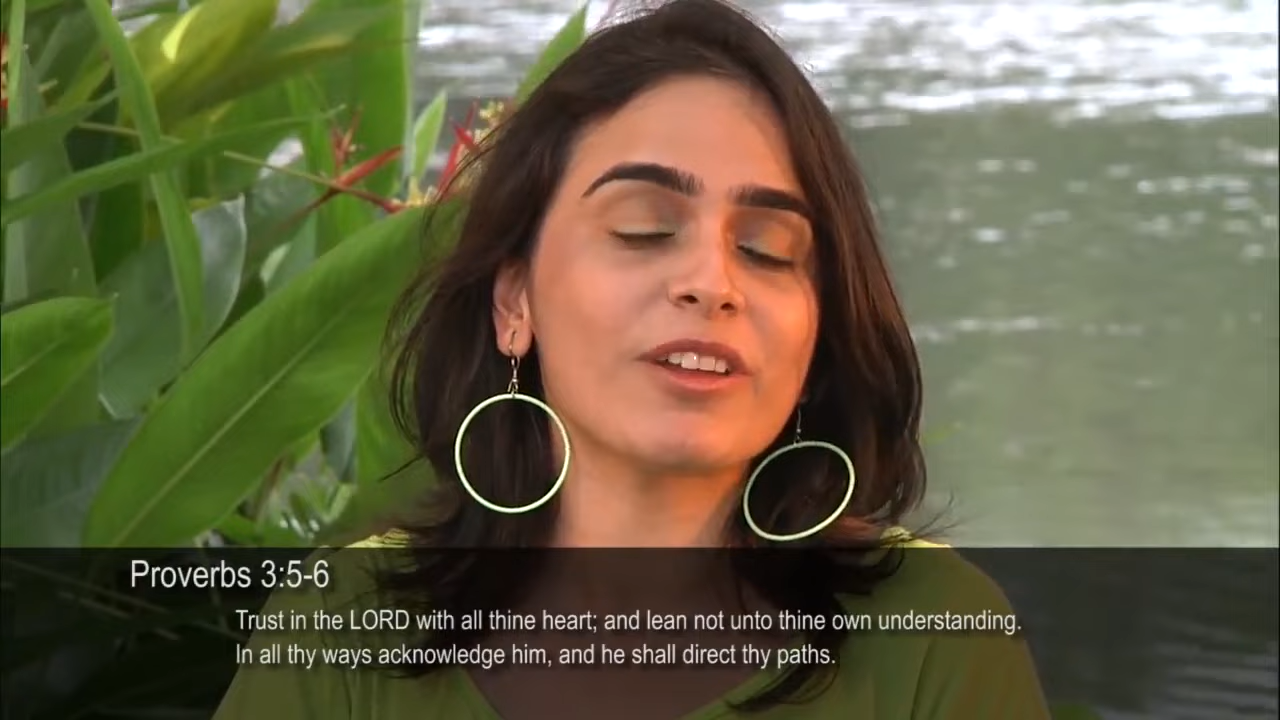 Proverbs 3:5-6
Trust in the LORD with all thine heart; and lean not unto thine own understanding.
In all thy ways acknowledge him, and he shall direct thy paths.